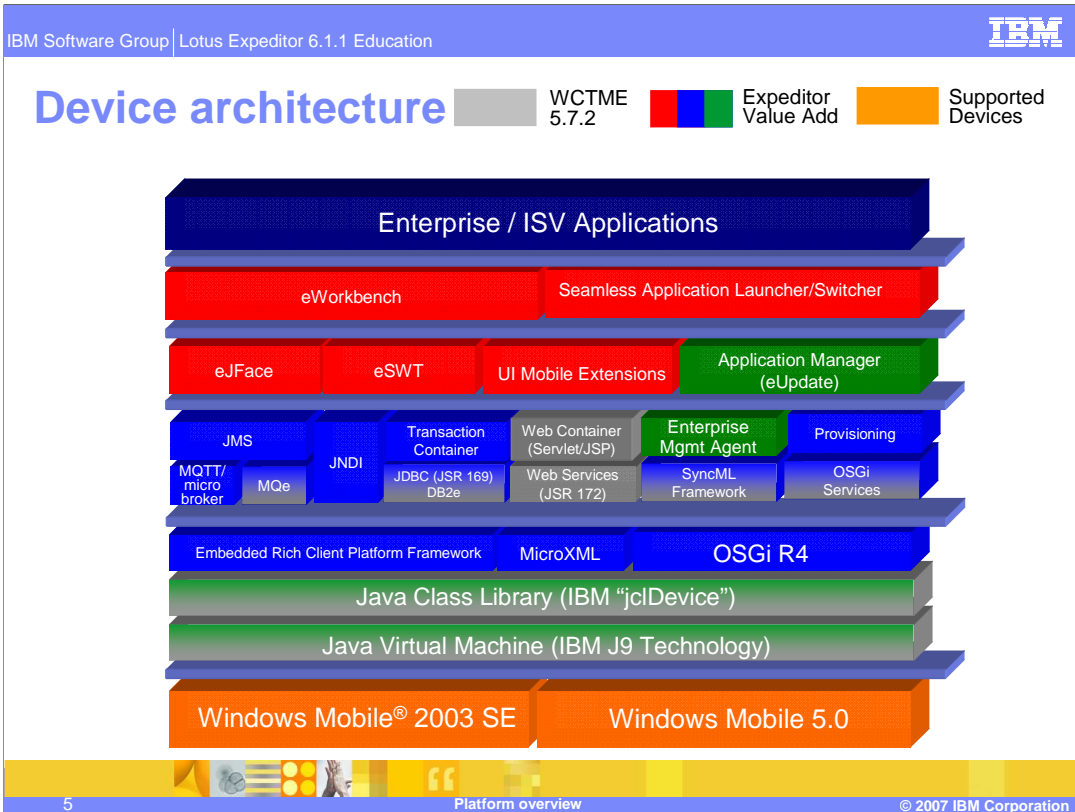 IBM Software Group | Lotus Expeditor 6.1.1 Education
IBM
Device architecture
WCTME
5.7.2
Expeditor
Value Add
Supported
Devices
Enterprise / ISV Applications
eWorkbench
Seamless Application Launcher/Switcher
eJFace
eSWT
UI Mobile Extensions
Application Manager
(eUpdate)
JMS
JNDI
Transaction
Container
Web Container
(Servlet/JSP)
Enterprise
Mgmt Agent
Provisioning
MQTT/
micro
broker
MQe
JDBC (JSR 169)
DB2e
Web Services
(JSR 172)
SyncML
Framework
OSGi
Services
Embedded Rich Client Platform Framework
MicroXML
OSGi R4
Java Class Library (IBM “jclDevice”)
Java Virtual Machine (IBM J9 Technology)
Windows Mobile® 2003 SE
Windows Mobile 5.0
5
Platform overview
© 2007 IBM Corporation